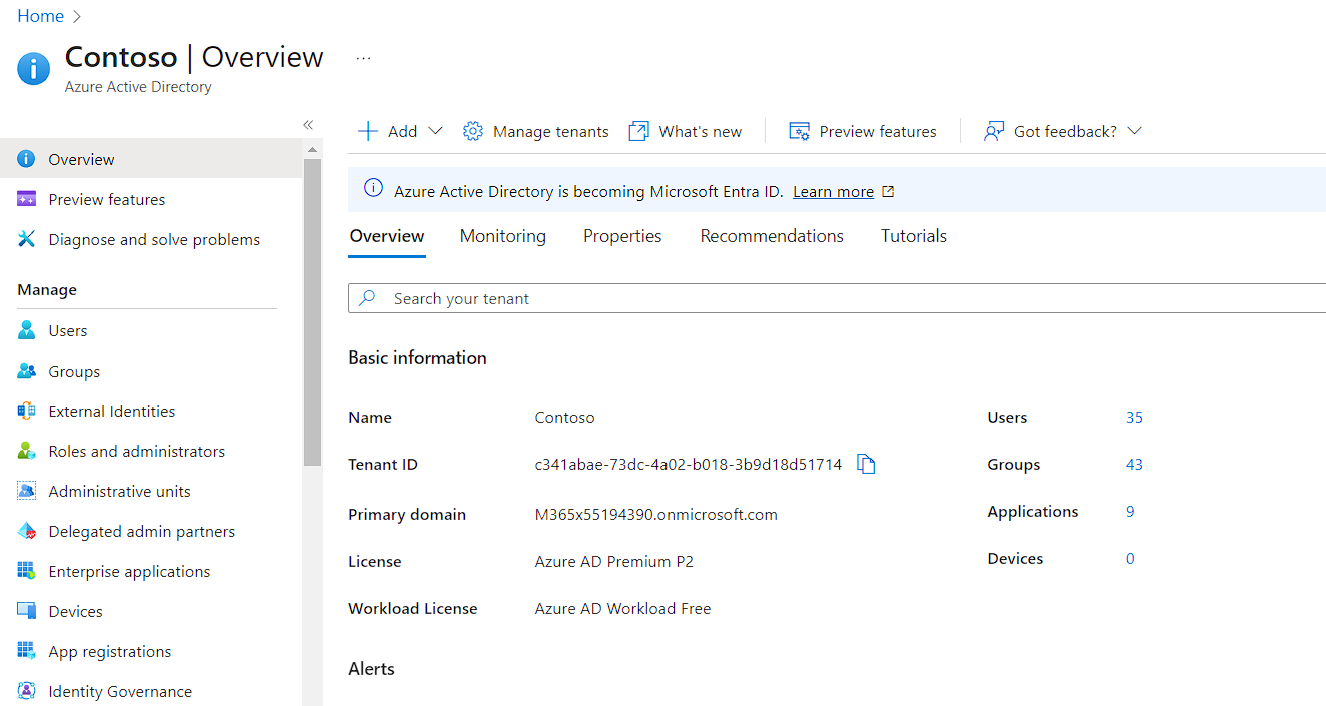 Home
Contoso | Overview ...
Azure Active Directory
«
Add
Manage tenants
What's new
Preview features
Got feedback?
Overview
Preview features
Diagnose and solve problems
Manage
Users
Groups
External Identities
Roles and administrators
Administrative units
Delegated admin partners
Enterprise applications
Devices
App registrations
Identity Governance
Azure Active Directory is becoming Microsoft Entra ID. Learn more
Overview Monitoring Properties Recommendations Tutorials
Search your tenant
Basic information
Name Contoso Users 35
Tenant ID c341abae-73dc-4a02-b018-3b9d18d51714 Groups 43
Primary domain M365x55194390.onmicrosoft.com Applications 9
License Azure AD Premium P2 Devices 0
Workload License Azure AD Workload Free
Alerts